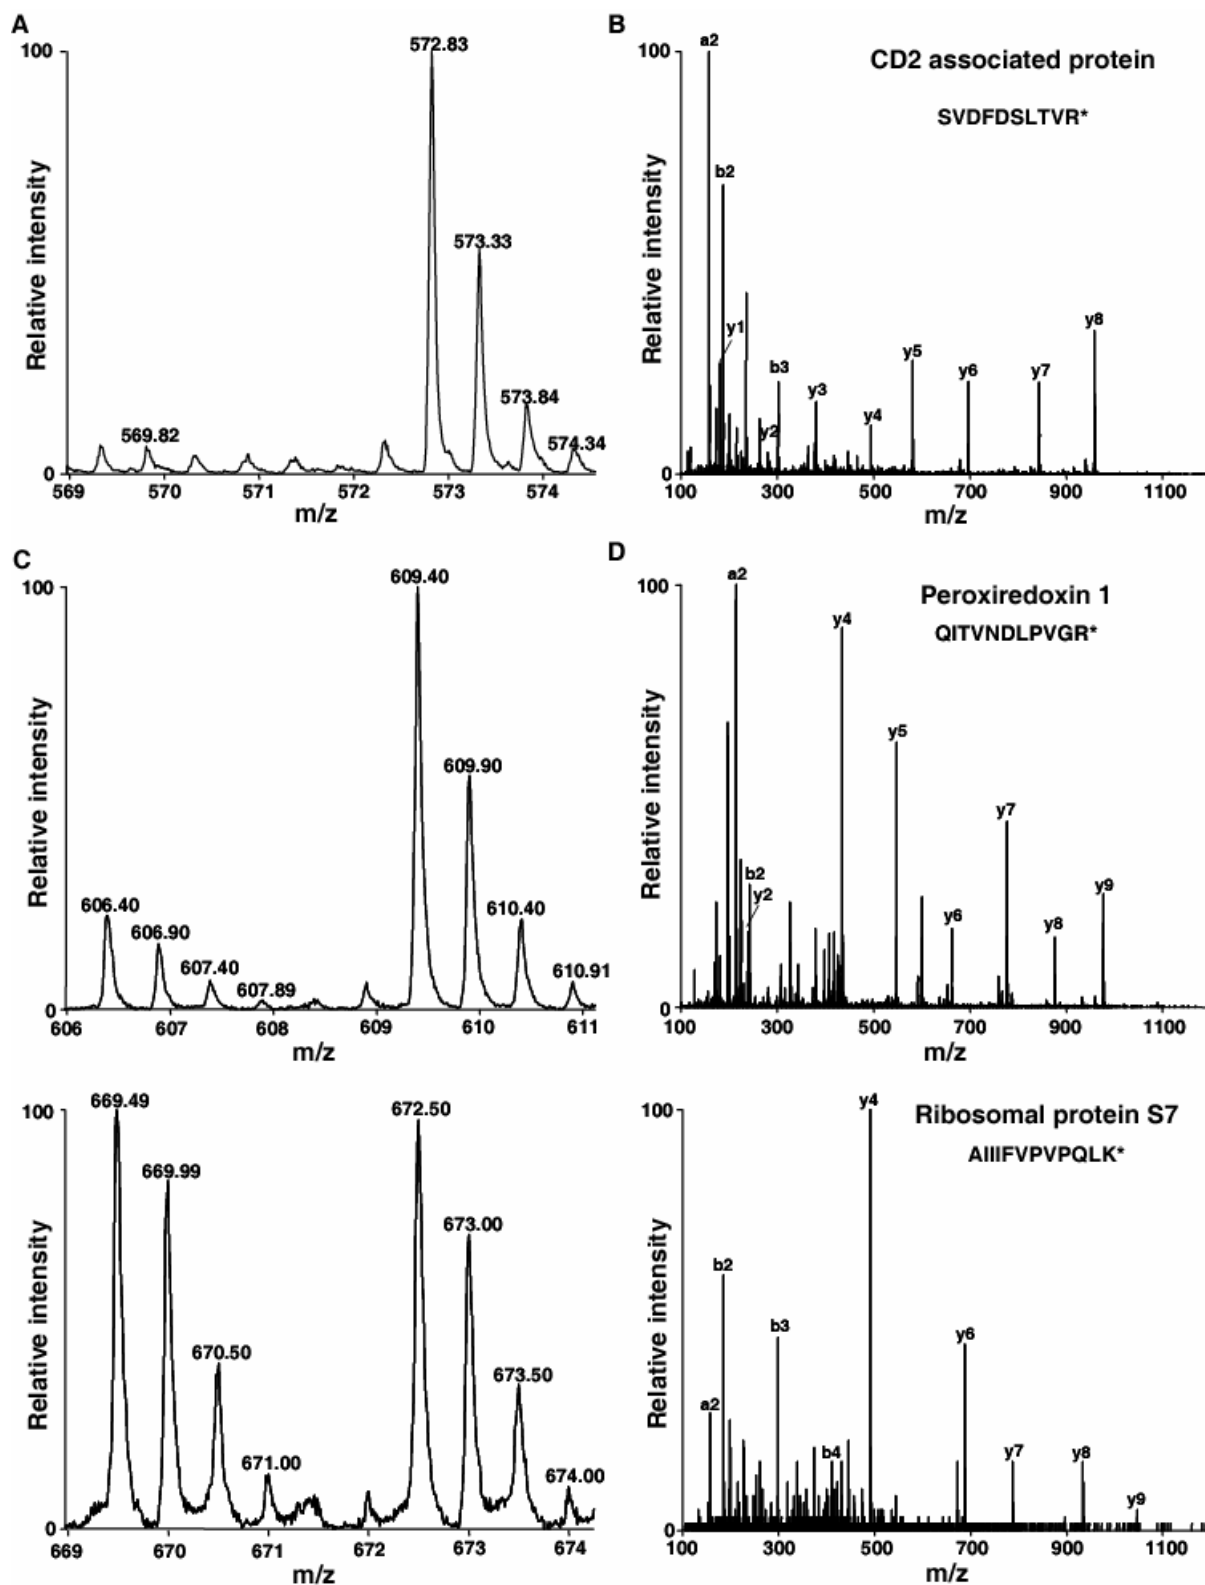 A
100
572.83
573.33
573.84
574.34
569.82
0
569 570 571 572 573 574
m/z
Relative intensity
B
100
a2
CD2 associated protein
SVDFDSLTVR*
b2
y1
b3
y2
y3
y4
y5
y6
y7
y8
0
100 300 500 700 900 1100
m/z
Relative intensity
C
100
609.40
609.90
606.40
606.90
607.40
607.89
610.40
610.91
0
606 607 608 609 610 611
m/z
Relative intensity
D
100
a2
Peroxiredoxin 1
QITVNDLPVGR*
y4
y5
y7
b2
y2
y6
y8
y9
0
100 300 500 700 900 1100
m/z
Relative intensity
100
669.49
669.99
670.50
671.00
672.50
673.00
673.50
674.00
0
669 670 671 672 673 674
m/z
Relative intensity
100
y4
Ribosomal protein S7
AIIIFVPVPQLK*
b2
b3
a2
b4
y6
y7
y8
y9
0
100 300 500 700 900 1100
m/z
Relative intensity